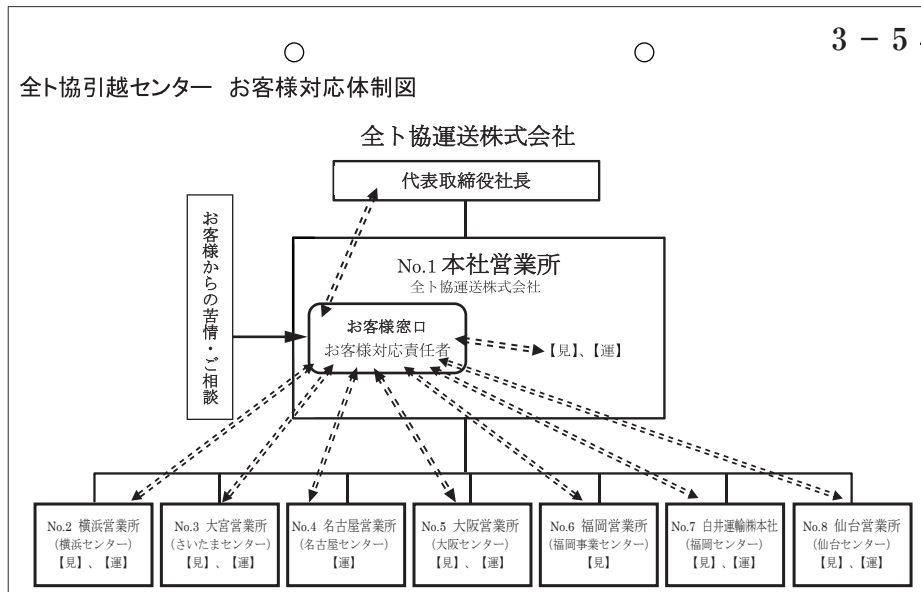 3 − 5.
全ト協引越センター お客様対応体制図
全ト協運送株式会社
代表取締役社長
お客様からの苦情・ご相談
No.1 本社営業所
全ト協運送株式会社
お客様窓口
お客様対応責任者
【見】、【運】
No.2 横浜営業所
(横浜センター)
【見】、【運】
No.3 大宮営業所
(さいたまセンター)
【見】、【運】
No.4 名古屋営業所
(名古屋センター)
【運】
No.5 大阪営業所
(大阪センター)
【見】、【運】
No.6 福岡営業所
(福岡事業センター)
【見】
No.7 白井運輸㈱本社
(福岡センター)
【見】、【運】
No.8 仙台営業所
(仙台センター)
【見】、【運】